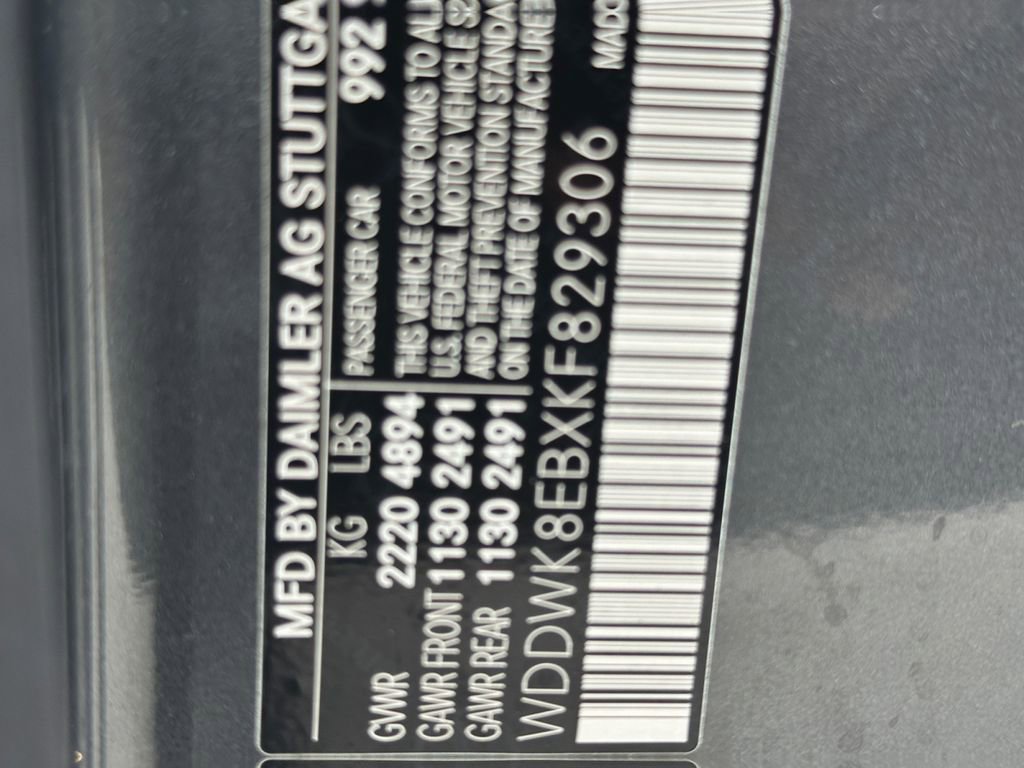 MFD BY DAIMLER AG STUTTGA
KG LBS
PASSENGER CAR 992
GVWR 2220 4894
GAWR FRONT 1130 2491
GAWR REAR 1130 2491
THIS VEHICLE CONFORMS TO ALL
U.S. FEDERAL MOTOR VEHICLE
AND THEFT PREVENTION STANDA
ON THE DATE OF MANUFACTURE
WDDWK8EBXKF829306
MADE